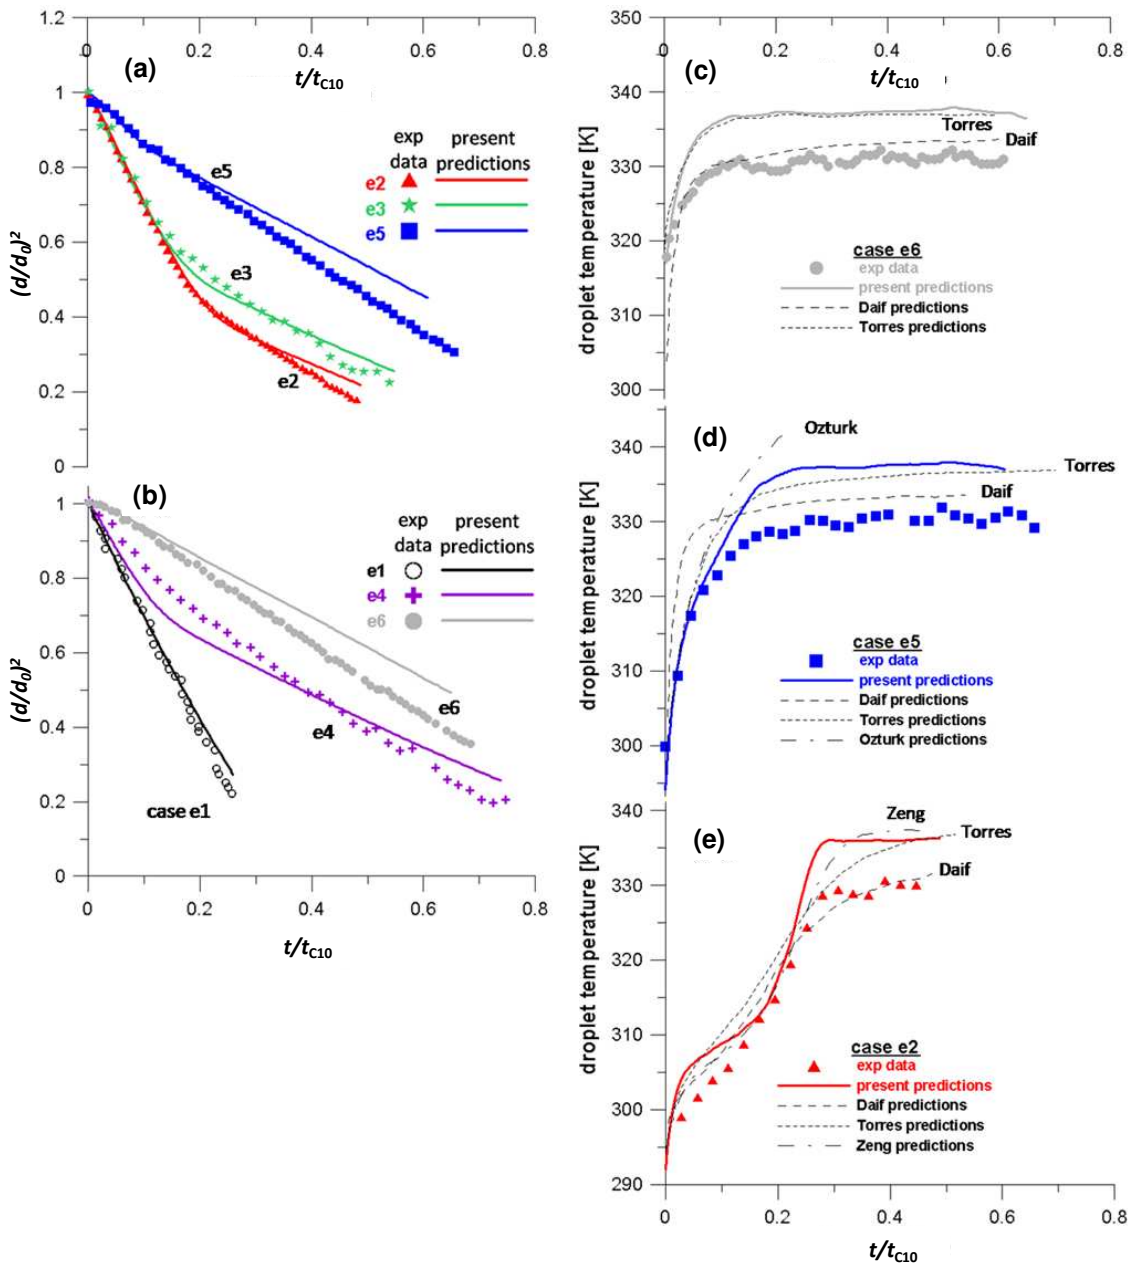 1.2
0 0.2 0.4 0.6 0.8
(a)
t/tC10
1
exp present
data predictions
e2
e3
e5
e5
e3
e2
0.8
0.6
0.4
0.2
0
(d/d0)2
(b)
1
exp present
data predictions
e1
e4
e6
e6
e4
case e1
0.8
0.6
0.4
0.2
0
(d/d0)2
0 0.2 0.4 0.6 0.8
t/tC10
350
0 0.2 0.4 0.6 0.8
(c)
t/tC10
340
Torres
Daif
330
320
310
300
droplet temperature [K]
case e6
exp data
present predictions
Daif predictions
Torres predictions
(d)
Ozturk
Torres
Daif
340
330
320
310
300
droplet temperature [K]
case e5
exp data
present predictions
Daif predictions
Torres predictions
Ozturk predictions
340
(e)
Zeng
Torres
Daif
330
320
310
300
290
droplet temperature [K]
case e2
exp data
present predictions
Daif predictions
Torres predictions
Zeng predictions
0 0.2 0.4 0.6 0.8
t/tC10